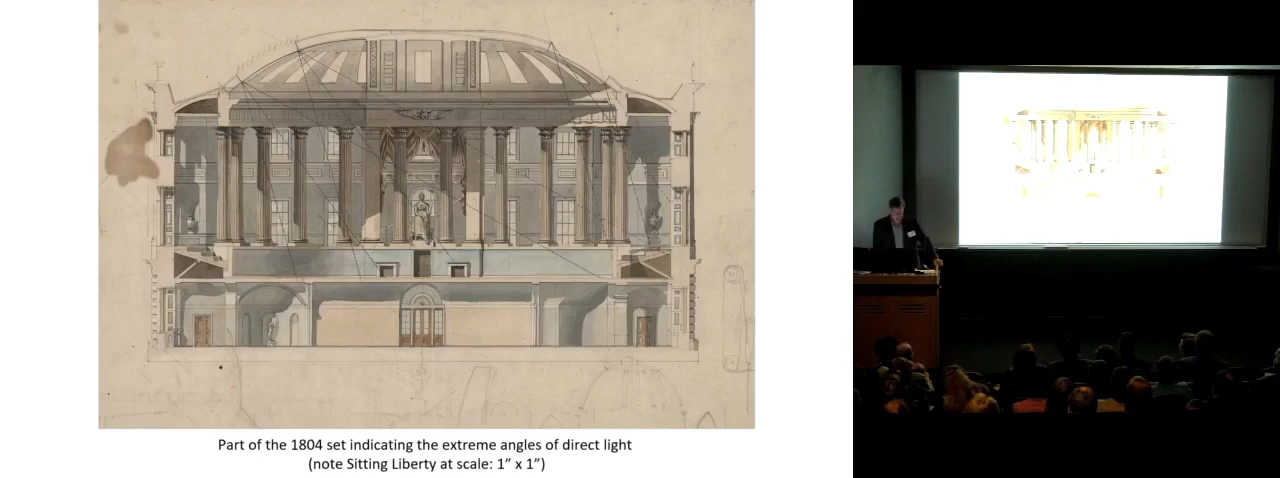 Part of the 1804 set indicating the extreme angles of direct light
(note Sitting Liberty at scale: 1” x 1”)